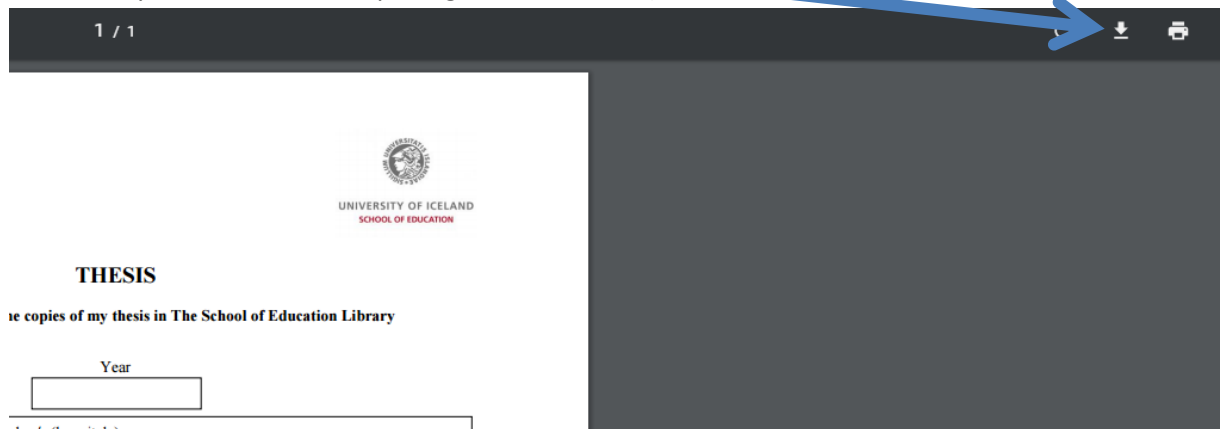 1 / 1
UNIVERSITY OF ICELAND
SCHOOL OF EDUCATION
THESIS
copies of my thesis in The School of Education Library
Year